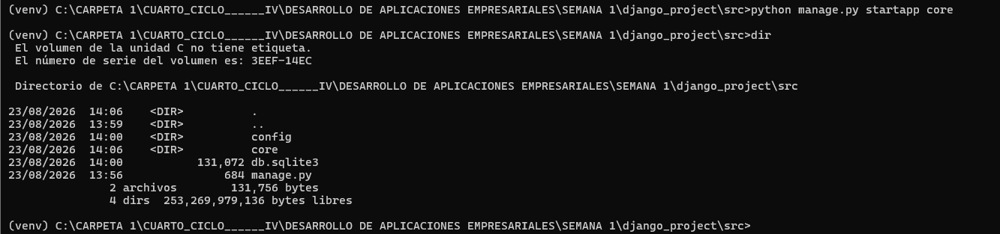 (venv) C:\CARPETA 1\CUARTO_CICLO______IV\DESARROLLO DE APLICACIONES EMPRESARIALES\SEMANA 1\django_project\src>python manage.py startapp core
(venv) C:\CARPETA 1\CUARTO_CICLO______IV\DESARROLLO DE APLICACIONES EMPRESARIALES\SEMANA 1\django_project\src>dir
 El volumen de la unidad C no tiene etiqueta.
 El número de serie del volumen es: 3EEF-14EC
 Directorio de C:\CARPETA 1\CUARTO_CICLO______IV\DESARROLLO DE APLICACIONES EMPRESARIALES\SEMANA 1\django_project\src
23/08/2026  14:06    <DIR>          .
23/08/2026  13:59    <DIR>          ..
23/08/2026  14:00    <DIR>          config
23/08/2026  14:06    <DIR>          core
23/08/2026  14:00           131,072 db.sqlite3
23/08/2026  13:56               684 manage.py
               2 archivos        131,756 bytes
               4 dirs  253,269,979,136 bytes libres
(venv) C:\CARPETA 1\CUARTO_CICLO______IV\DESARROLLO DE APLICACIONES EMPRESARIALES\SEMANA 1\django_project\src>